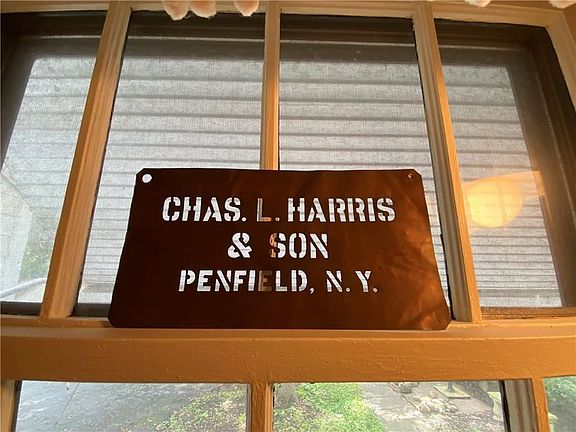 CHAS. L. HARRIS
& SON
PENFIELD, N.Y.